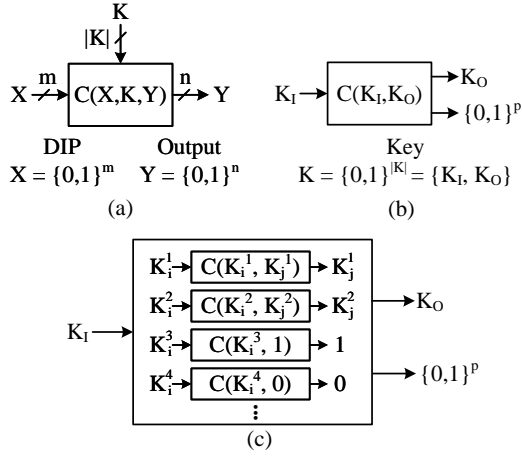 K
|K|
X m C(X,K,Y) n Y
DIP Output
X = {0,1}^m Y = {0,1}^n
(a)
K_I C(K_I,K_O) K_O
{0,1}^p
Key
K = {0,1}^|K| = {K_I, K_O}
(b)
K_I
K_i^1 C(K_i^1, K_j^1) K_j^1
K_i^2 C(K_i^2, K_j^2) K_j^2
K_i^3 C(K_i^3, 1) 1
K_i^4 C(K_i^4, 0) 0
⋮
K_O
{0,1}^p
(c)